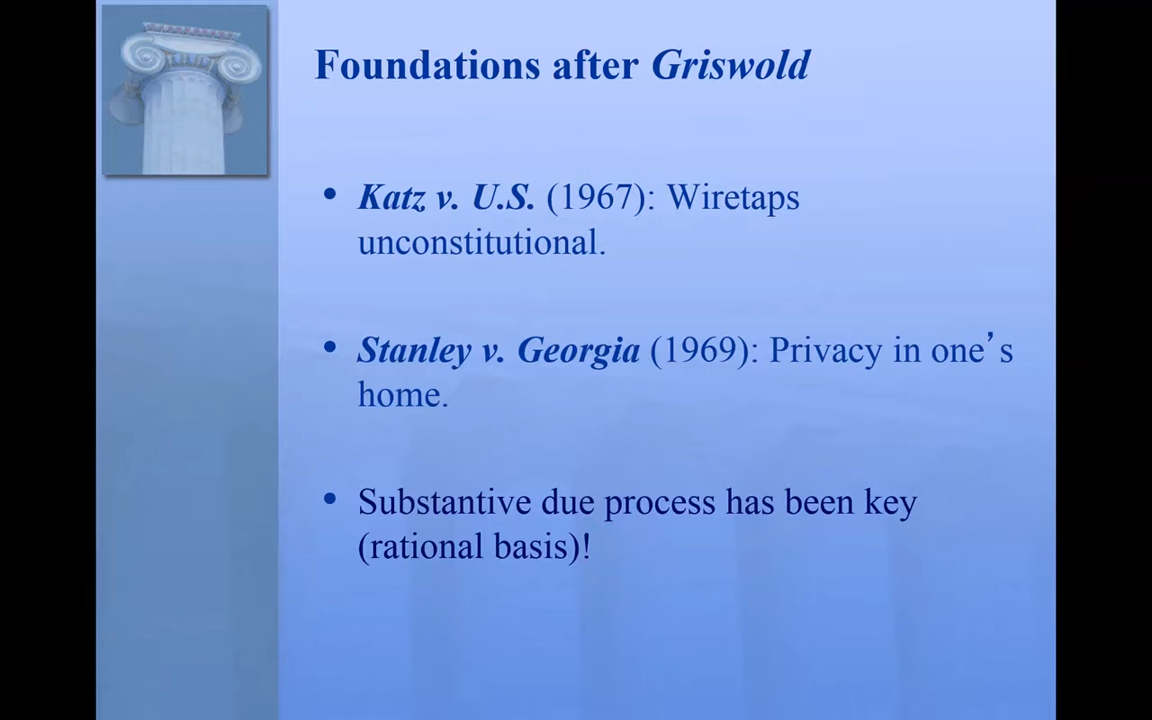 Foundations after Griswold
• Katz v. U.S. (1967): Wiretaps
unconstitutional.
• Stanley v. Georgia (1969): Privacy in one’s
home.
• Substantive due process has been key
(rational basis)!